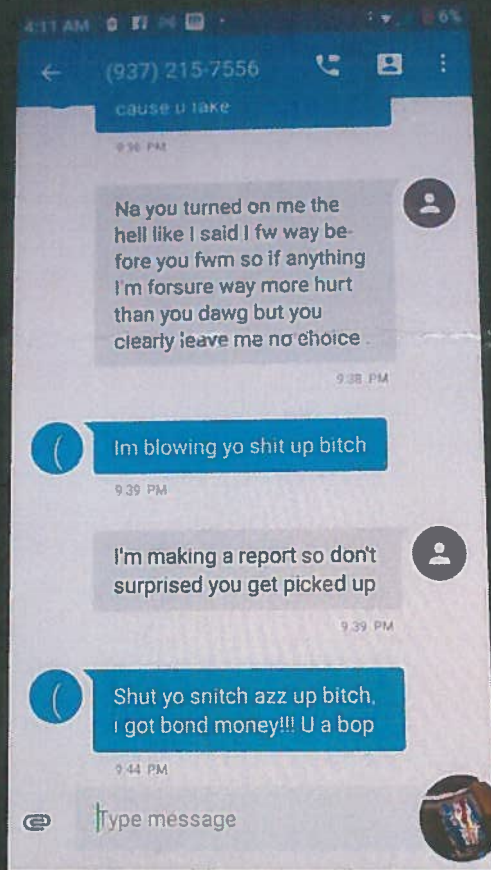 4:11 AM
6%
(937) 215-7556
cause u take
9:36 PM
Na you turned on me the
hell like I said I fw way be-
fore you fwm so if anything
I'm forsure way more hurt
than you dawg but you
clearly leave me no choice .
9:38 PM
Im blowing yo shit up bitch
9:39 PM
I'm making a report so don't
surprised you get picked up
9:39 PM
Shut yo snitch azz up bitch,
i got bond money!!! U a bop
9:44 PM
Type message